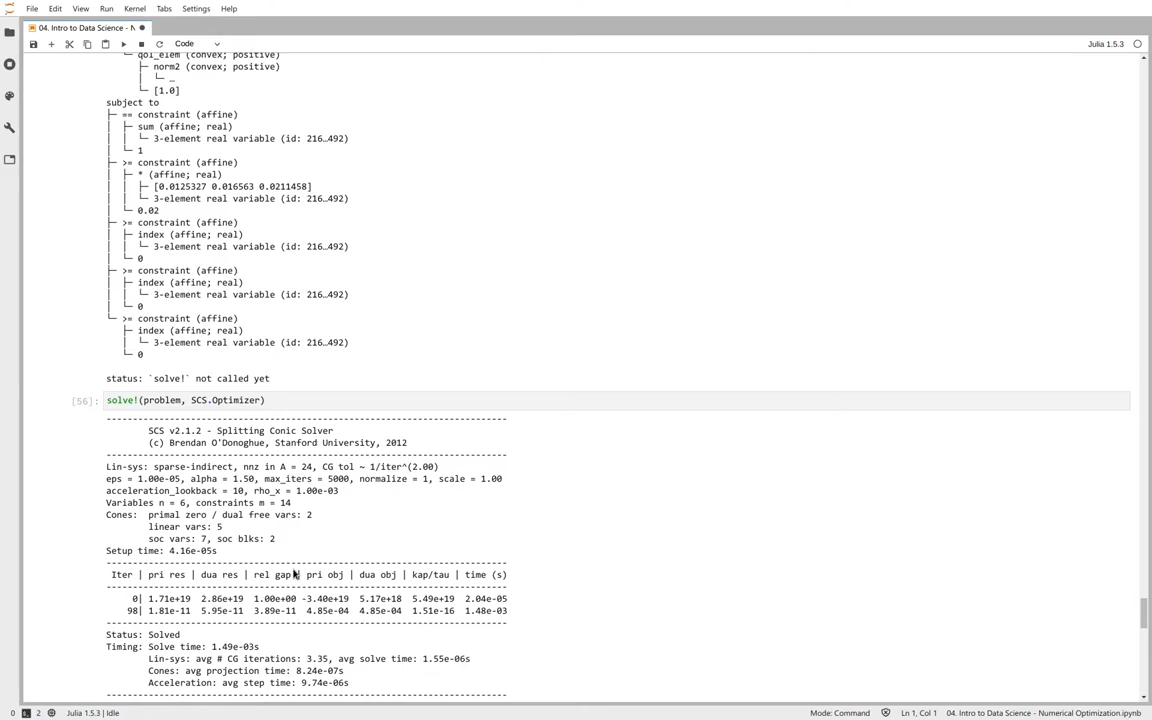 File Edit View Run Kernel Tabs Settings Help
04. Intro to Data Science - N
Code
Julia 1.5.3
qol_elem (convex; positive)
├─ norm2 (convex; positive)
│  └─ …
└─ [1.0]
subject to
├─ == constraint (affine)
│  ├─ sum (affine; real)
│  │  └─ 3-element real variable (id: 216…492)
│  └─ 1
├─ >= constraint (affine)
│  ├─ * (affine; real)
│  │  ├─ [0.0125327 0.016563 0.0211458]
│  │  └─ 3-element real variable (id: 216…492)
│  └─ 0.02
├─ >= constraint (affine)
│  ├─ index (affine; real)
│  │  └─ 3-element real variable (id: 216…492)
│  └─ 0
├─ >= constraint (affine)
│  ├─ index (affine; real)
│  │  └─ 3-element real variable (id: 216…492)
│  └─ 0
└─ >= constraint (affine)
   ├─ index (affine; real)
   │  └─ 3-element real variable (id: 216…492)
   └─ 0
status: `solve!` not called yet
[56]: solve!(problem, SCS.Optimizer)
----------------------------------------------------------------------------
SCS v2.1.2 - Splitting Conic Solver
(c) Brendan O'Donoghue, Stanford University, 2012
----------------------------------------------------------------------------
Lin-sys: sparse-indirect, nnz in A = 24, CG tol ~ 1/iter^(2.00)
eps = 1.00e-05, alpha = 1.50, max_iters = 5000, normalize = 1, scale = 1.00
acceleration_lookback = 10, rho_x = 1.00e-03
Variables n = 6, constraints m = 14
Cones: primal zero / dual free vars: 2
linear vars: 5
soc vars: 7, soc blks: 2
Setup time: 4.16e-05s
----------------------------------------------------------------------------
Iter | pri res | dua res | rel gap | pri obj | dua obj | kap/tau | time (s)
----------------------------------------------------------------------------
0| 1.71e+19 2.86e+19 1.00e+00 -3.40e+19 5.17e+18 5.49e+19 2.04e-05
98| 1.81e-11 5.95e-11 3.89e-11 4.85e-04 4.85e-04 1.51e-16 1.48e-03
----------------------------------------------------------------------------
Status: Solved
Timing: Solve time: 1.49e-03s
Lin-sys: avg # CG iterations: 3.35, avg solve time: 1.55e-06s
Cones: avg projection time: 8.24e-07s
Acceleration: avg step time: 9.74e-06s
----------------------------------------------------------------------------
0 2 Julia 1.5.3 | Idle Mode: Command Ln 1, Col 1 04. Intro to Data Science - Numerical Optimization.ipynb